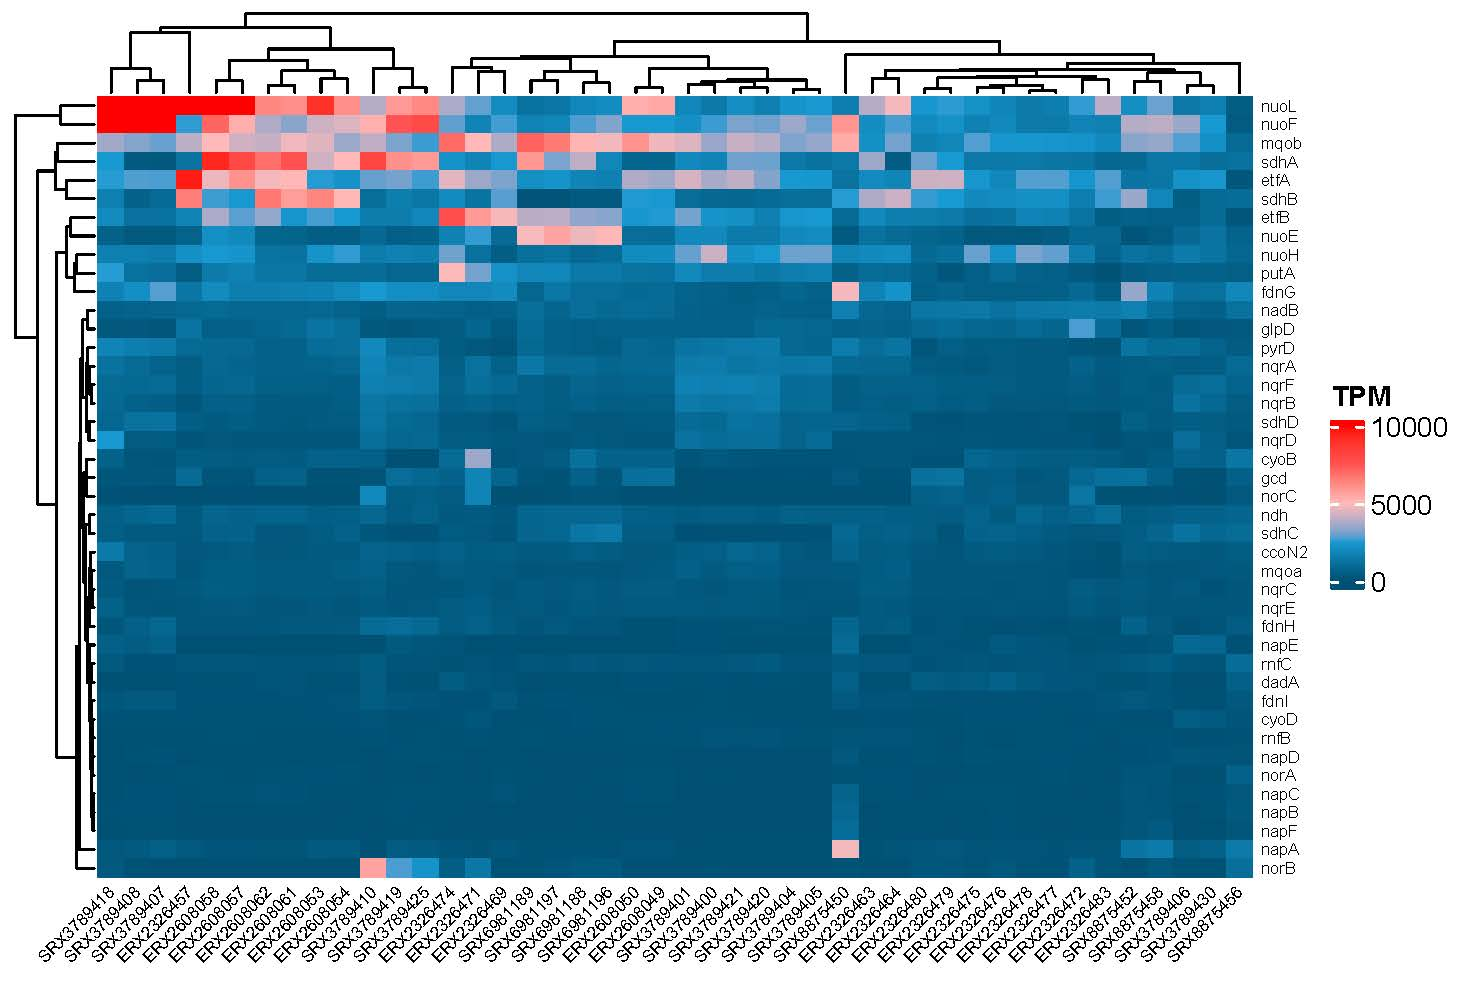 nuoL
nuoF
mqob
sdhA
etfA
sdhB
etfB
nuoE
nuoH
putA
fdnG
nadB
glpD
pyrD
nqrA
nqrF
nqrB
sdhD
nqrD
cyoB
gcd
norC
ndh
sdhC
ccoN2
mqoa
nqrC
nqrE
fdnH
napE
rnfC
dadA
fdnI
cyoD
rnfB
napD
norA
napC
napB
napF
napA
norB
TPM
10000
5000
0
SRX3789418
SRX3789408
SRX3789407
ERX2326457
ERX2608058
ERX2608057
ERX2608062
ERX2608061
ERX2608053
ERX2608054
SRX3789410
SRX3789419
SRX3789425
ERX2326474
ERX2326471
ERX2326469
SRX6981189
SRX6981197
SRX6981188
SRX6981196
ERX2608050
ERX2608049
SRX3789401
SRX3789400
SRX3789421
SRX3789420
SRX3789404
SRX3789405
SRX8875450
ERX2326463
ERX2326464
ERX2326480
ERX2326479
ERX2326475
ERX2326476
ERX2326478
ERX2326477
ERX2326472
ERX2326483
SRX8875452
SRX8875458
SRX3789406
SRX3789430
SRX8875456